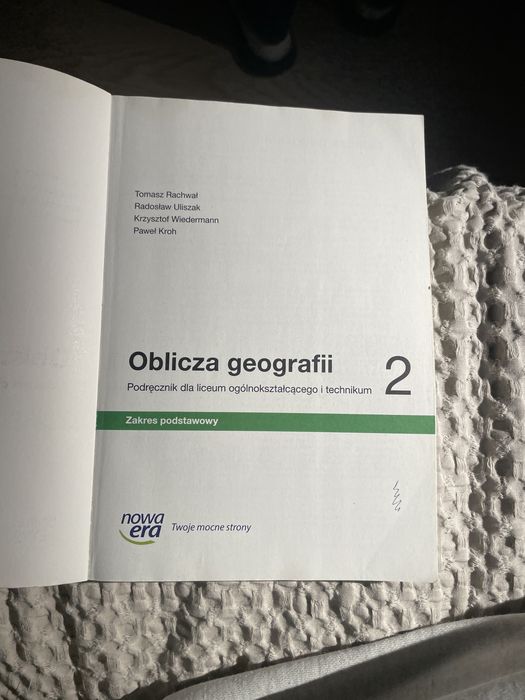 Tomasz Rachwał
Radosław Uliszak
Krzysztof Wiedermann
Paweł Kroh
Oblicza geografii 2
Podręcznik dla liceum ogólnokształcącego i technikum
Zakres podstawowy
nowa
era
Twoje mocne strony